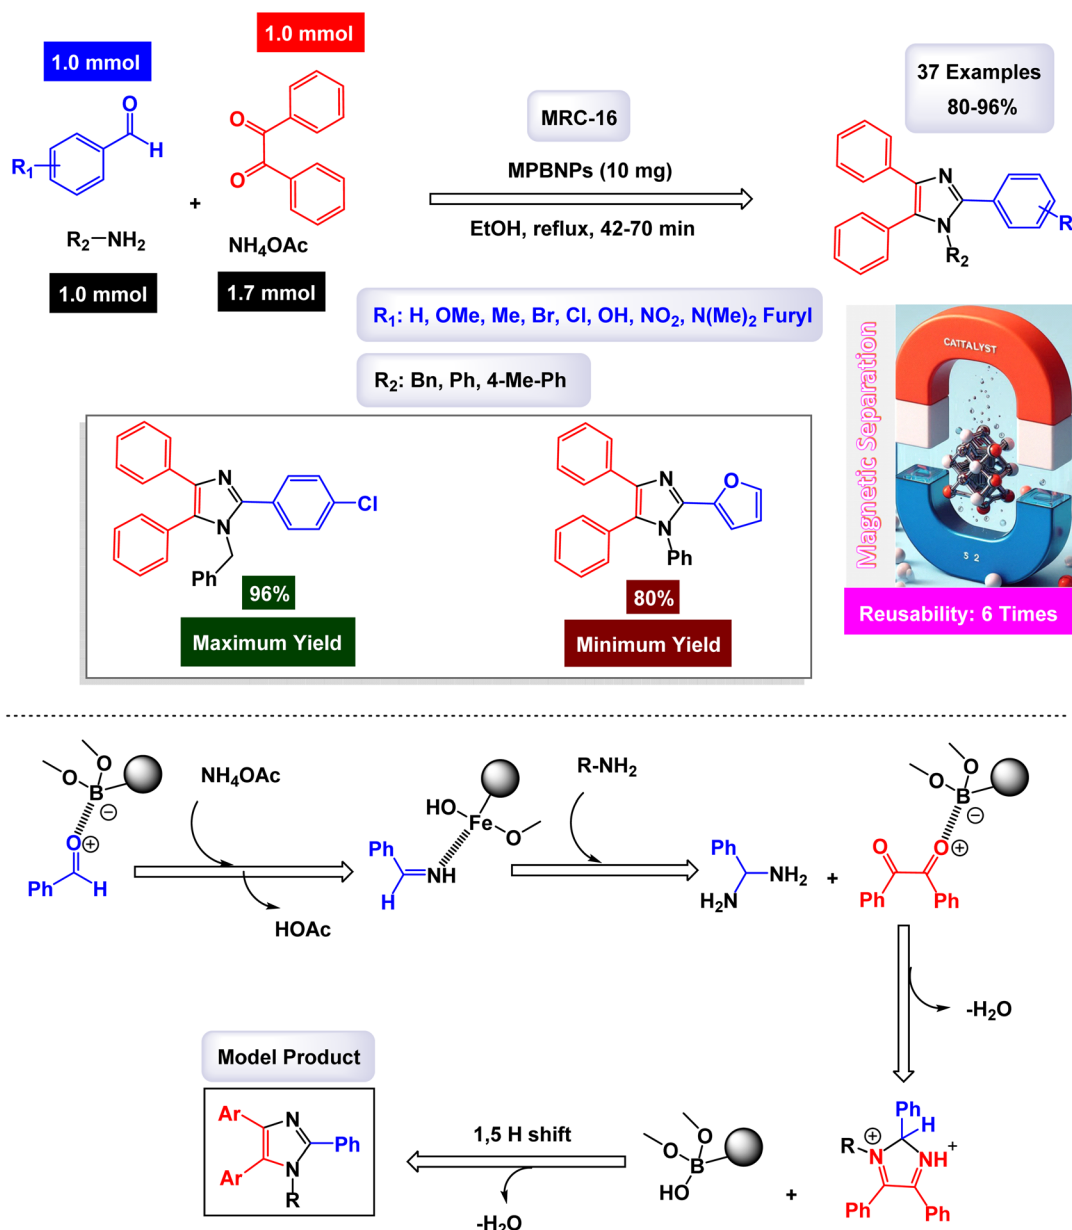 1.0 mmol
1.0 mmol
O
H
R₁
O
O
+
R₂–NH₂
NH₄OAc
1.0 mmol
1.7 mmol
MRC-16
MPBNPs (10 mg)
EtOH, reflux, 42-70 min
37 Examples
80-96%
N
N
R₂
R
R₁: H, OMe, Me, Br, Cl, OH, NO₂, N(Me)₂ Furyl
R₂: Bn, Ph, 4-Me-Ph
N
N
Cl
Ph
96%
Maximum Yield
N
N
O
Ph
80%
Minimum Yield
Magnetic Separation
CATTALYST
5 2
Reusability: 6 Times
O
O
B
⊖
O
⊕
Ph
H
NH₄OAc
HOAc
HO
Fe
O
Ph
NH
H
R-NH₂
Ph
NH₂
H₂N
+
O
O
B
⊖
O
O
⊕
Ph
Ph
-H₂O
Ph
H
R
⊕
N
NH
+
Ph
Ph
+
O
O
B
HO
1,5 H shift
-H₂O
Model Product
Ar
N
Ph
Ar
N
R